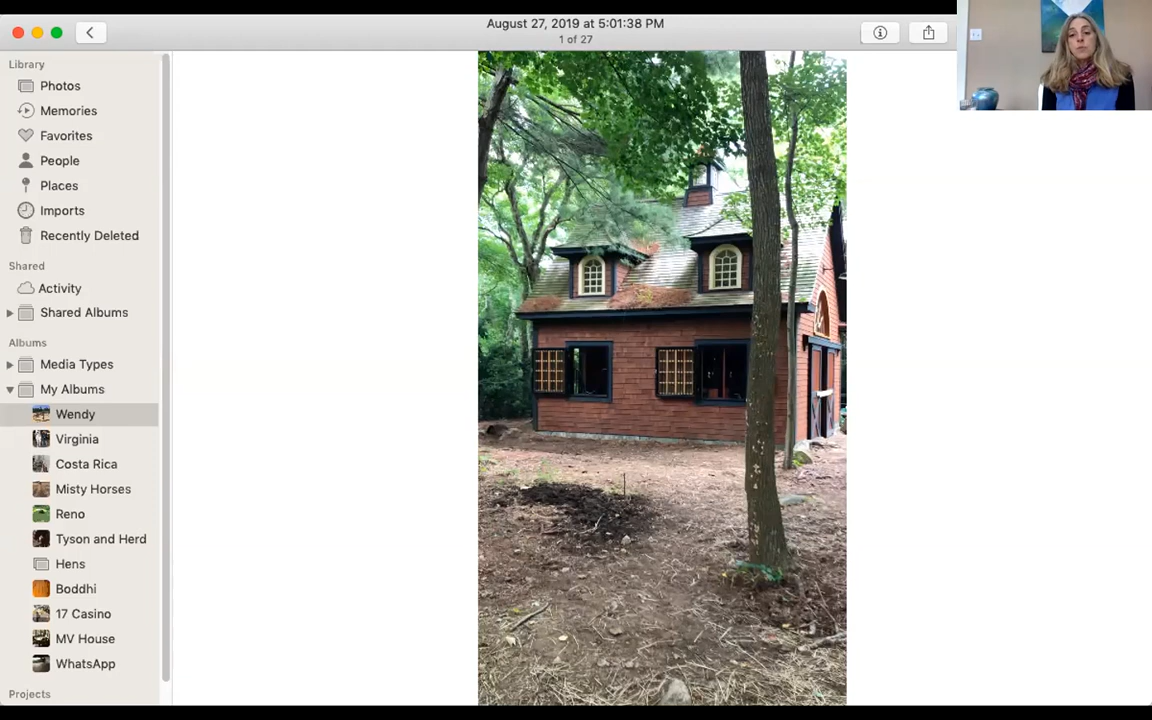 August 27, 2019 at 5:01:38 PM
1 of 27
Library
Photos
Memories
Favorites
People
Places
Imports
Recently Deleted
Shared
Activity
Shared Albums
Albums
Media Types
My Albums
Wendy
Virginia
Costa Rica
Misty Horses
Reno
Tyson and Herd
Hens
Boddhi
17 Casino
MV House
WhatsApp
Projects